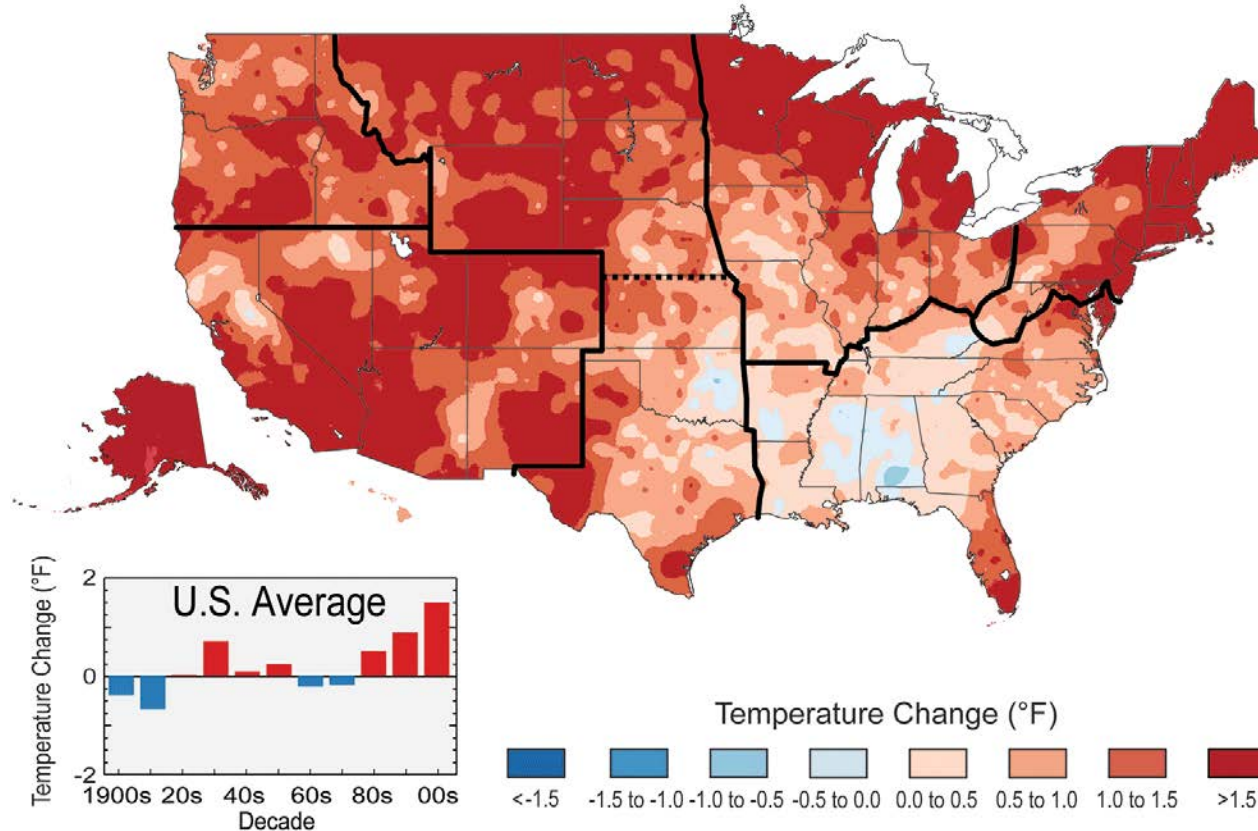 U.S. Average
Temperature Change (°F)
2
0
-2
1900s 20s 40s 60s 80s 00s
Decade
Temperature Change (°F)
<-1.5 -1.5 to -1.0 -1.0 to -0.5 -0.5 to 0.0 0.0 to 0.5 0.5 to 1.0 1.0 to 1.5 >1.5